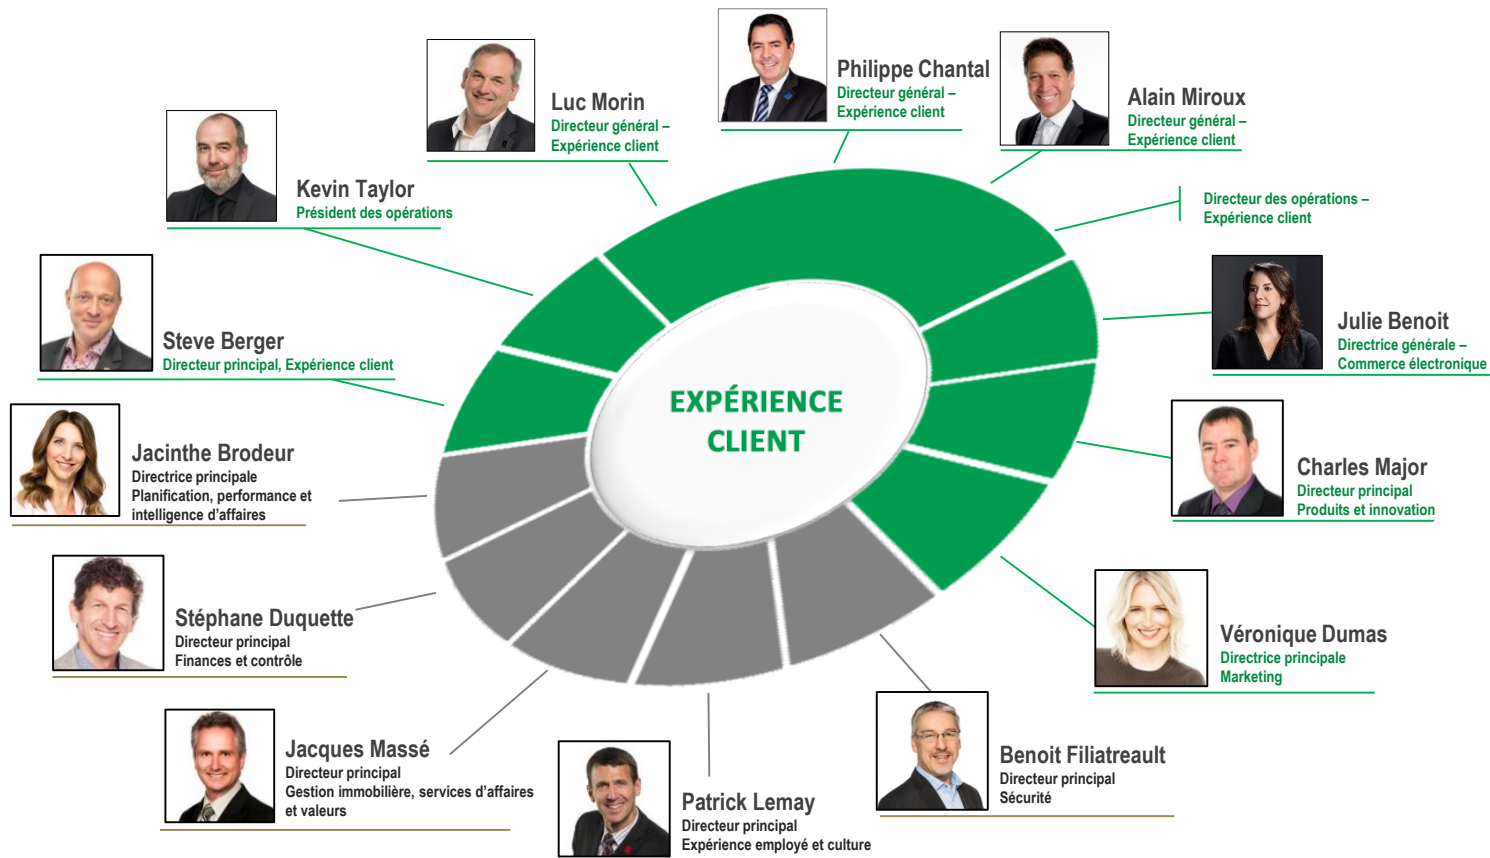 Philippe Chantal
Directeur général –
Expérience client
Alain Miroux
Directeur général –
Expérience client
Luc Morin
Directeur général –
Expérience client
Kevin Taylor
Président des opérations
Directeur des opérations –
Expérience client
Steve Berger
Directeur principal, Expérience client
Julie Benoit
Directrice générale –
Commerce électronique
EXPÉRIENCE
CLIENT
Jacinthe Brodeur
Directrice principale
Planification, performance et
intelligence d’affaires
Charles Major
Directeur principal
Produits et innovation
Stéphane Duquette
Directeur principal
Finances et contrôle
Véronique Dumas
Directrice principale
Marketing
Jacques Massé
Directeur principal
Gestion immobilière, services d’affaires
et valeurs
Benoit Filiatreault
Directeur principal
Sécurité
Patrick Lemay
Directeur principal
Expérience employé et culture